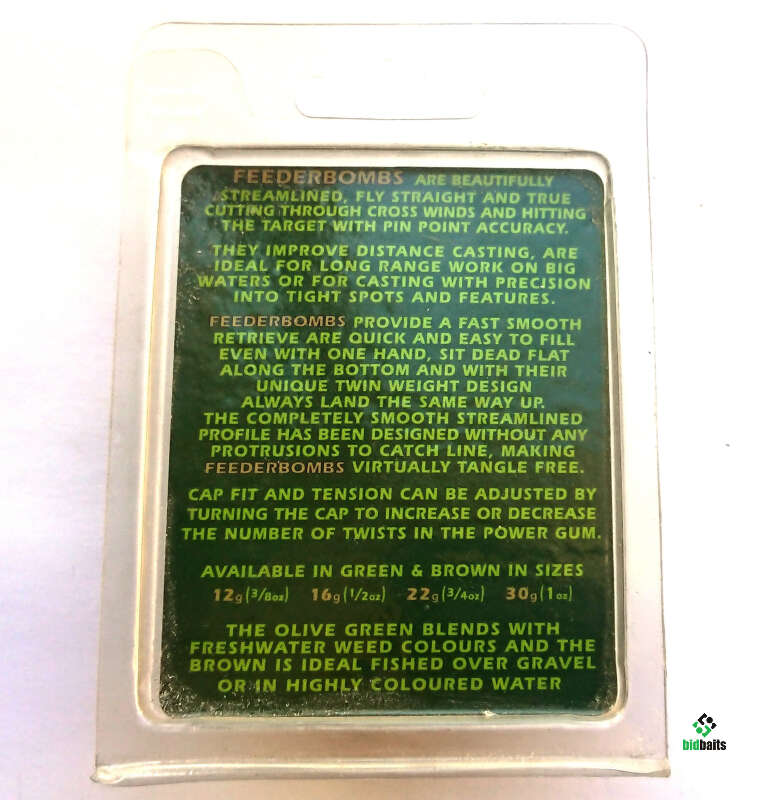 FEEDERBOMBS ARE BEAUTIFULLY
STREAMLINED, FLY STRAIGHT AND TRUE
CUTTING THROUGH CROSS WINDS AND HITTING
THE TARGET WITH PIN POINT ACCURACY.
THEY IMPROVE DISTANCE CASTING, ARE
IDEAL FOR LONG RANGE WORK ON BIG
WATERS OR FOR CASTING WITH PRECISION
INTO TIGHT SPOTS AND FEATURES.
FEEDERBOMBS PROVIDE A FAST SMOOTH
RETRIEVE ARE QUICK AND EASY TO FILL
EVEN WITH ONE HAND, SIT DEAD FLAT
ALONG THE BOTTOM AND WITH THEIR
UNIQUE TWIN WEIGHT DESIGN
ALWAYS LAND THE SAME WAY UP.
THE COMPLETELY SMOOTH STREAMLINED
PROFILE HAS BEEN DESIGNED WITHOUT ANY
PROTRUSIONS TO CATCH LINE, MAKING
FEEDERBOMBS VIRTUALLY TANGLE FREE.
CAP FIT AND TENSION CAN BE ADJUSTED BY
TURNING THE CAP TO INCREASE OR DECREASE
THE NUMBER OF TWISTS IN THE POWER GUM.
AVAILABLE IN GREEN & BROWN IN SIZES
12g (3/8oz) 16g (1/2oz) 22g (3/4oz) 30g (1oz)
THE OLIVE GREEN BLENDS WITH
FRESHWATER WEED COLOURS AND THE
BROWN IS IDEAL FISHED OVER GRAVEL
OR IN HIGHLY COLOURED WATER
bidbaits